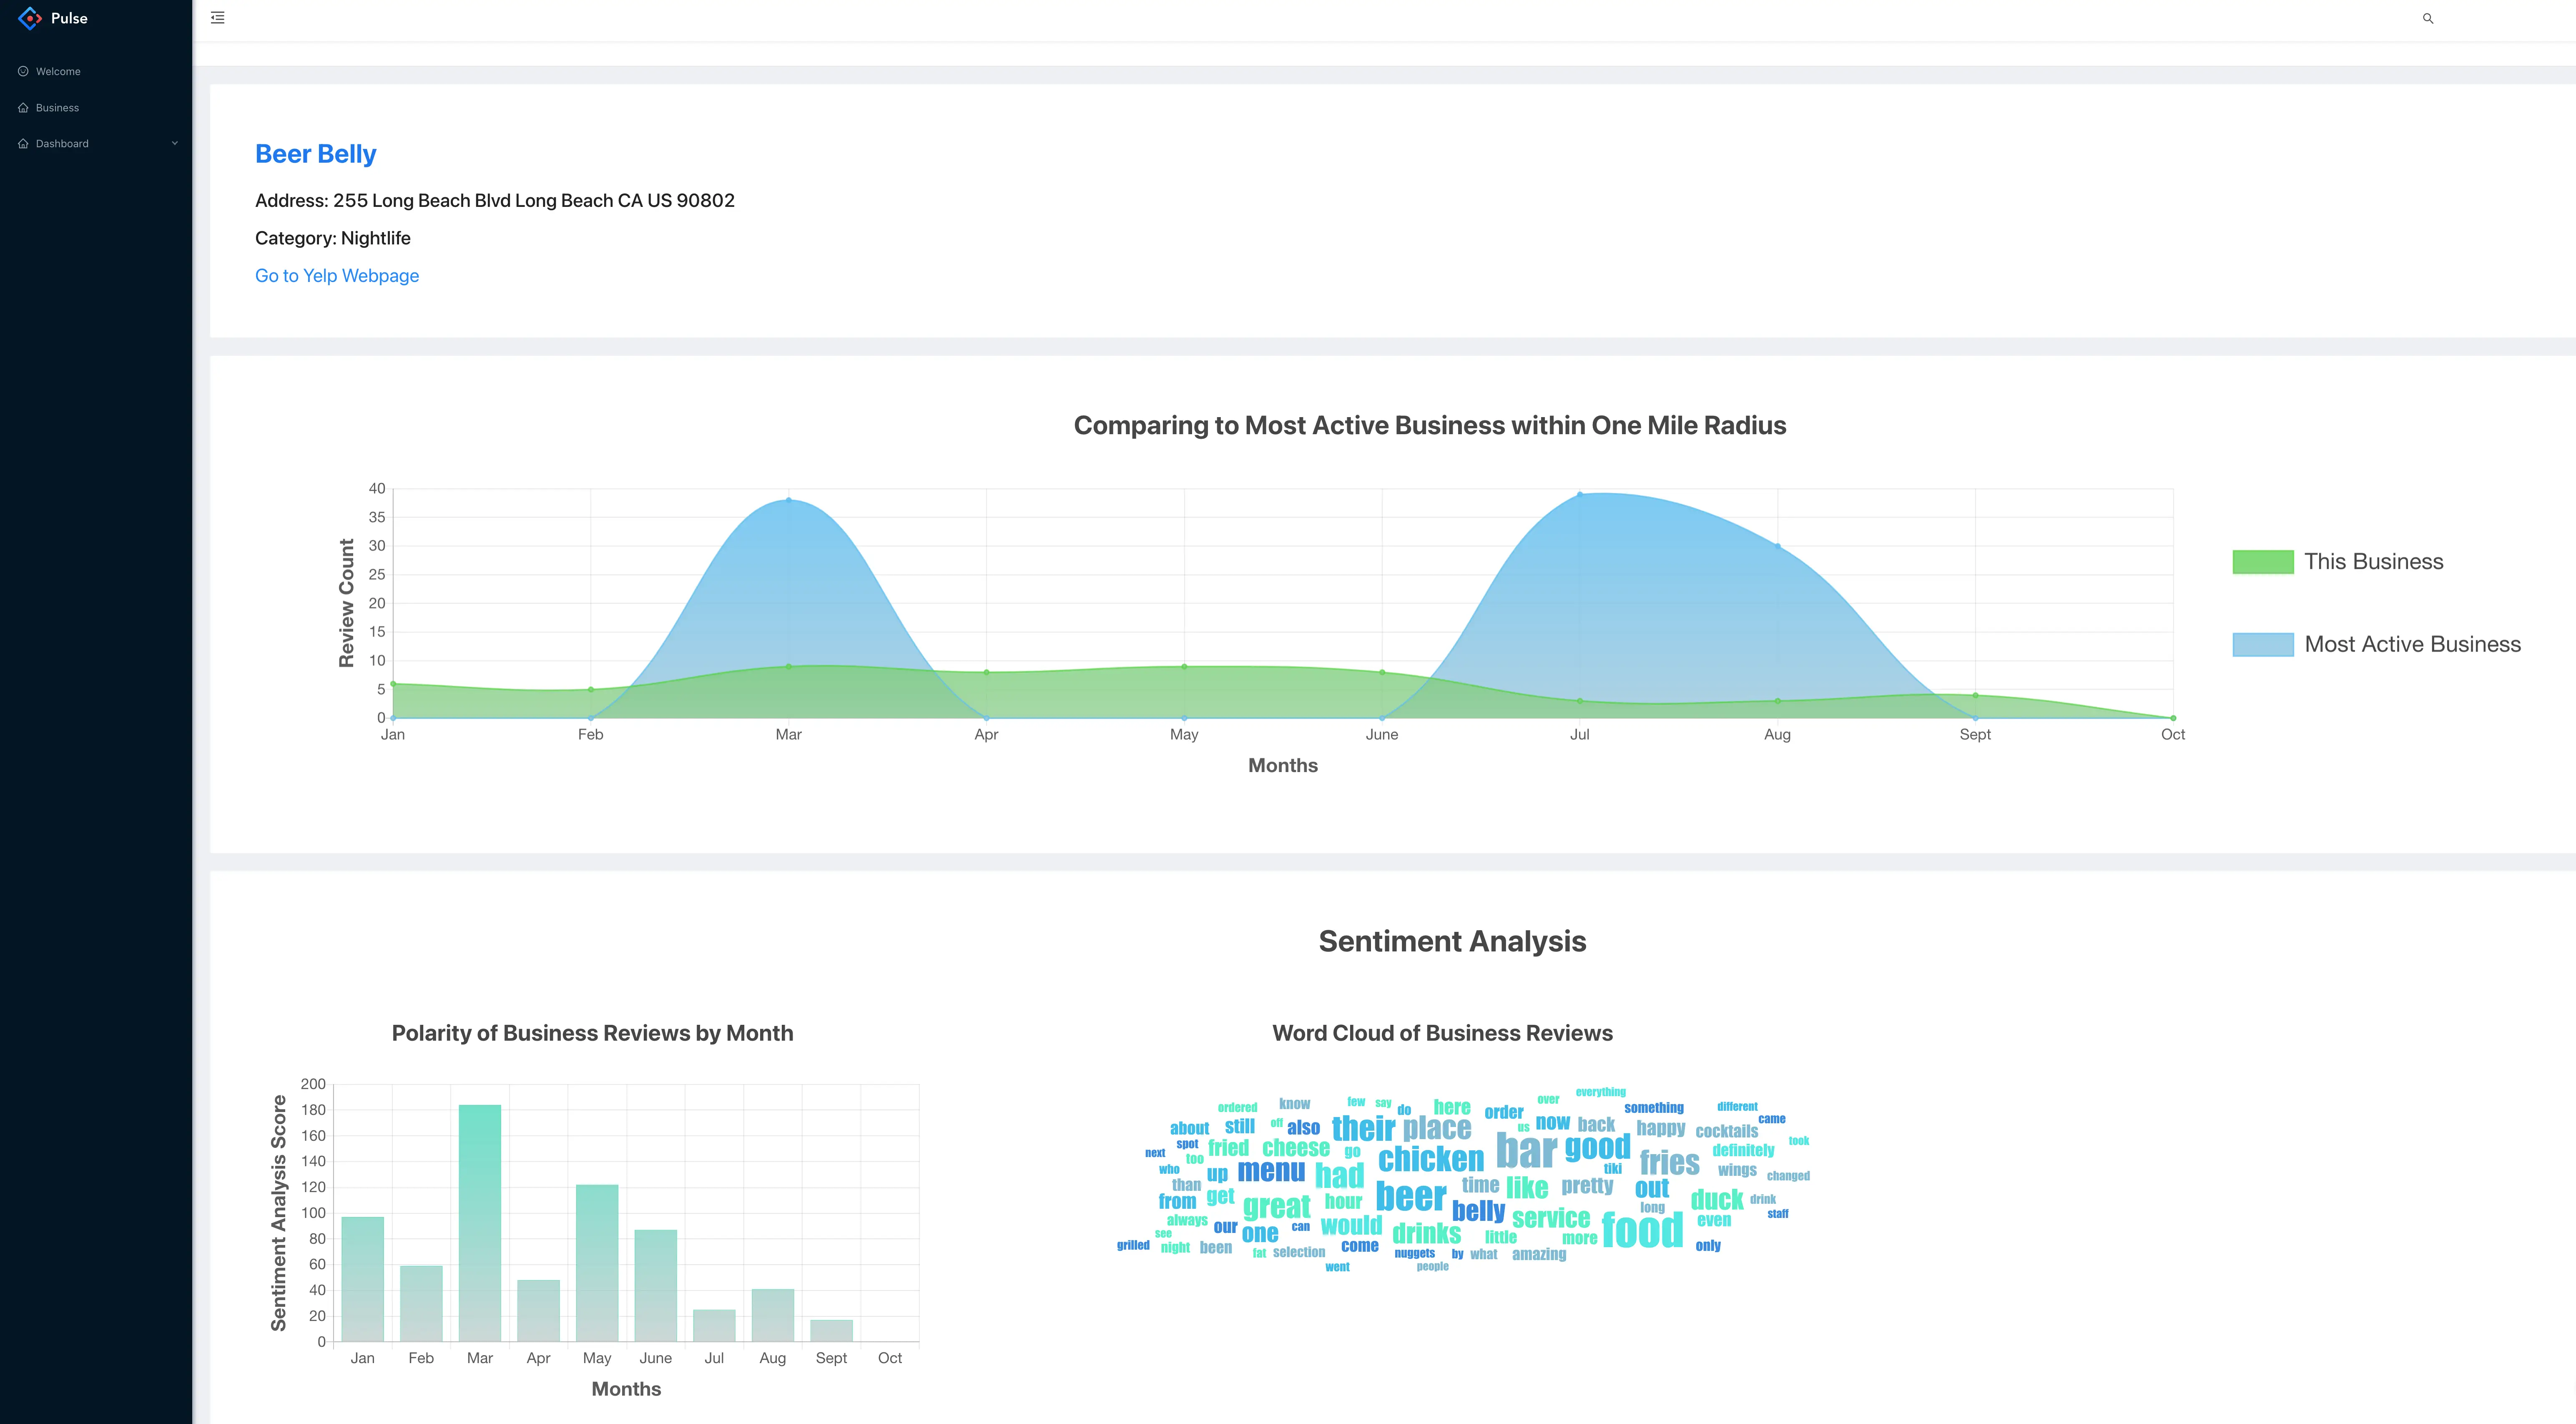 Pulse
Welcome
Business
Dashboard
Beer Belly
Address: 255 Long Beach Blvd Long Beach CA US 90802
Category: Nightlife
Go to Yelp Webpage
Comparing to Most Active Business within One Mile Radius
Review Count
40
35
30
25
20
15
10
5
0
Jan Feb Mar Apr May June Jul Aug Sept Oct
Months
This Business
Most Active Business
Sentiment Analysis
Polarity of Business Reviews by Month
Sentiment Analysis Score
200
180
160
140
120
100
80
60
40
20
0
Jan Feb Mar Apr May June Jul Aug Sept Oct
Months
Word Cloud of Business Reviews
everything
ordered know few say do here order over something different
about still off also their place us now back happy cocktails came
next spot fried cheese go chicken bar good fries definitely took
who too up menu had tiki wings changed
than from get great hour beer time like pretty out long duck drink
always our one can would belly service food even staff
see drinks little more
grilled night been fat selection come nuggets by what amazing only
went people